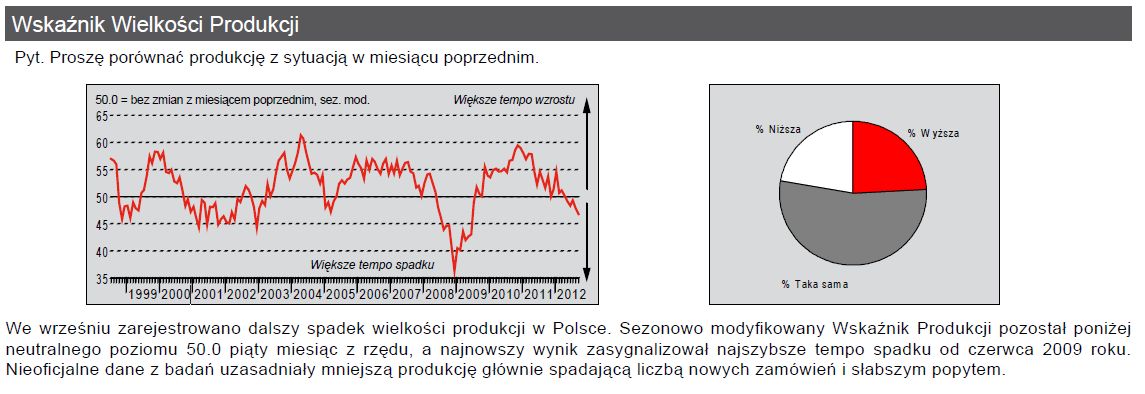 Wskaźnik Wielkości Produkcji
Pyt. Proszę porównać produkcję z sytuacją w miesiącu poprzednim.
50.0 = bez zmian z miesiącem poprzednim, sez. mod.
Większe tempo wzrostu
65
60
55
50
45
40
35
Większe tempo spadku
1999 2000 2001 2002 2003 2004 2005 2006 2007 2008 2009 2010 2011 2012
% Niższa
% Wyższa
% Taka sama
We wrześniu zarejestrowano dalszy spadek wielkości produkcji w Polsce. Sezonowo modyfikowany Wskaźnik Produkcji pozostał poniżej
neutralnego poziomu 50.0 piąty miesiąc z rzędu, a najnowszy wynik zasygnalizował najszybsze tempo spadku od czerwca 2009 roku.
Nieoficjalne dane z badań uzasadniały mniejszą produkcję głównie spadającą liczbą nowych zamówień i słabszym popytem.